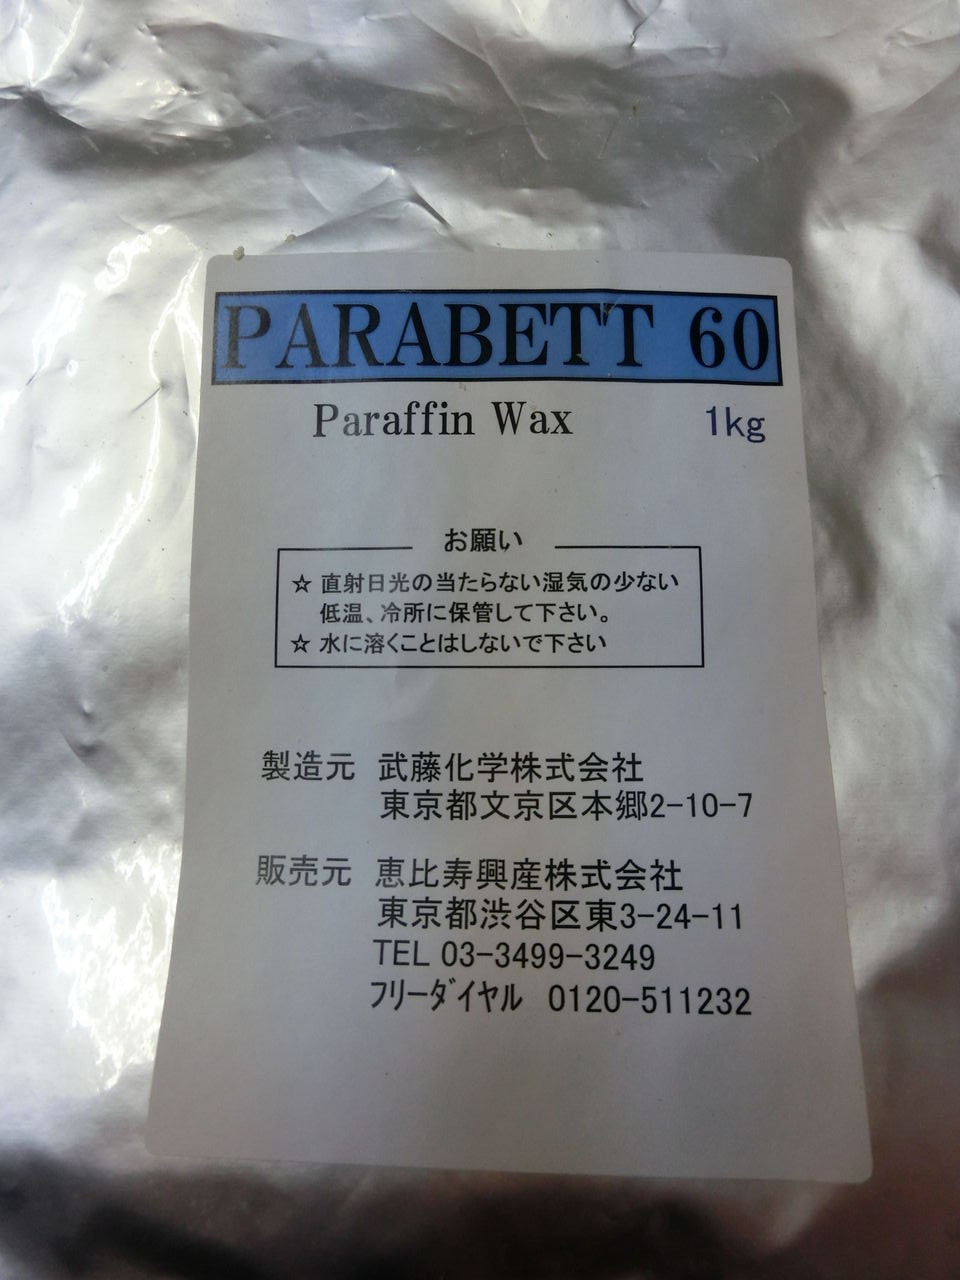 PARABETT 60
Paraffin Wax 1kg
お願い
☆ 直射日光の当たらない湿気の少ない
低温、冷所に保管して下さい。
☆ 水に溶くことはしないで下さい
製造元 武藤化学株式会社
東京都文京区本郷2-10-7
販売元 恵比寿興産株式会社
東京都渋谷区東3-24-11
TEL 03-3499-3249
フリーダイヤル 0120-511232